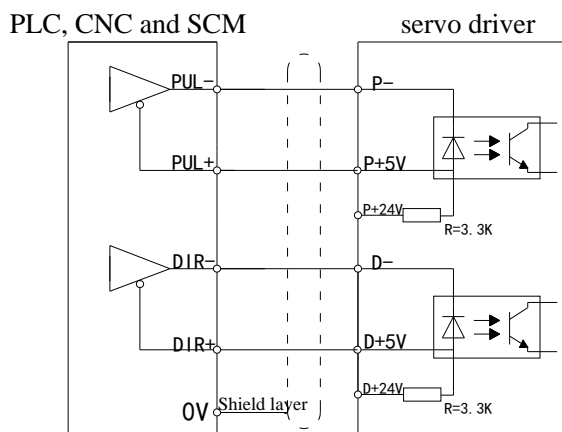 PLC, CNC and SCM
servo driver
PUL-
P-
PUL+
P+5V
P+24V
R=3.3K
DIR-
D-
DIR+
D+5V
D+24V
R=3.3K
0V
Shield layer